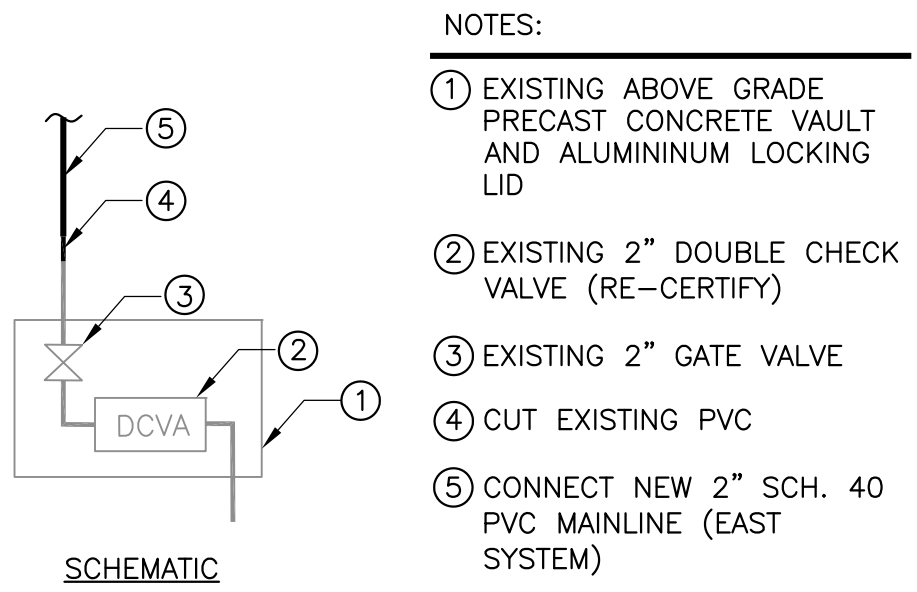 NOTES:
① EXISTING ABOVE GRADE
PRECAST CONCRETE VAULT
AND ALUMININUM LOCKING
LID
② EXISTING 2” DOUBLE CHECK
VALVE (RE-CERTIFY)
③ EXISTING 2” GATE VALVE
④ CUT EXISTING PVC
⑤ CONNECT NEW 2” SCH. 40
PVC MAINLINE (EAST
SYSTEM)
⑤
④
③
②
①
DCVA
SCHEMATIC